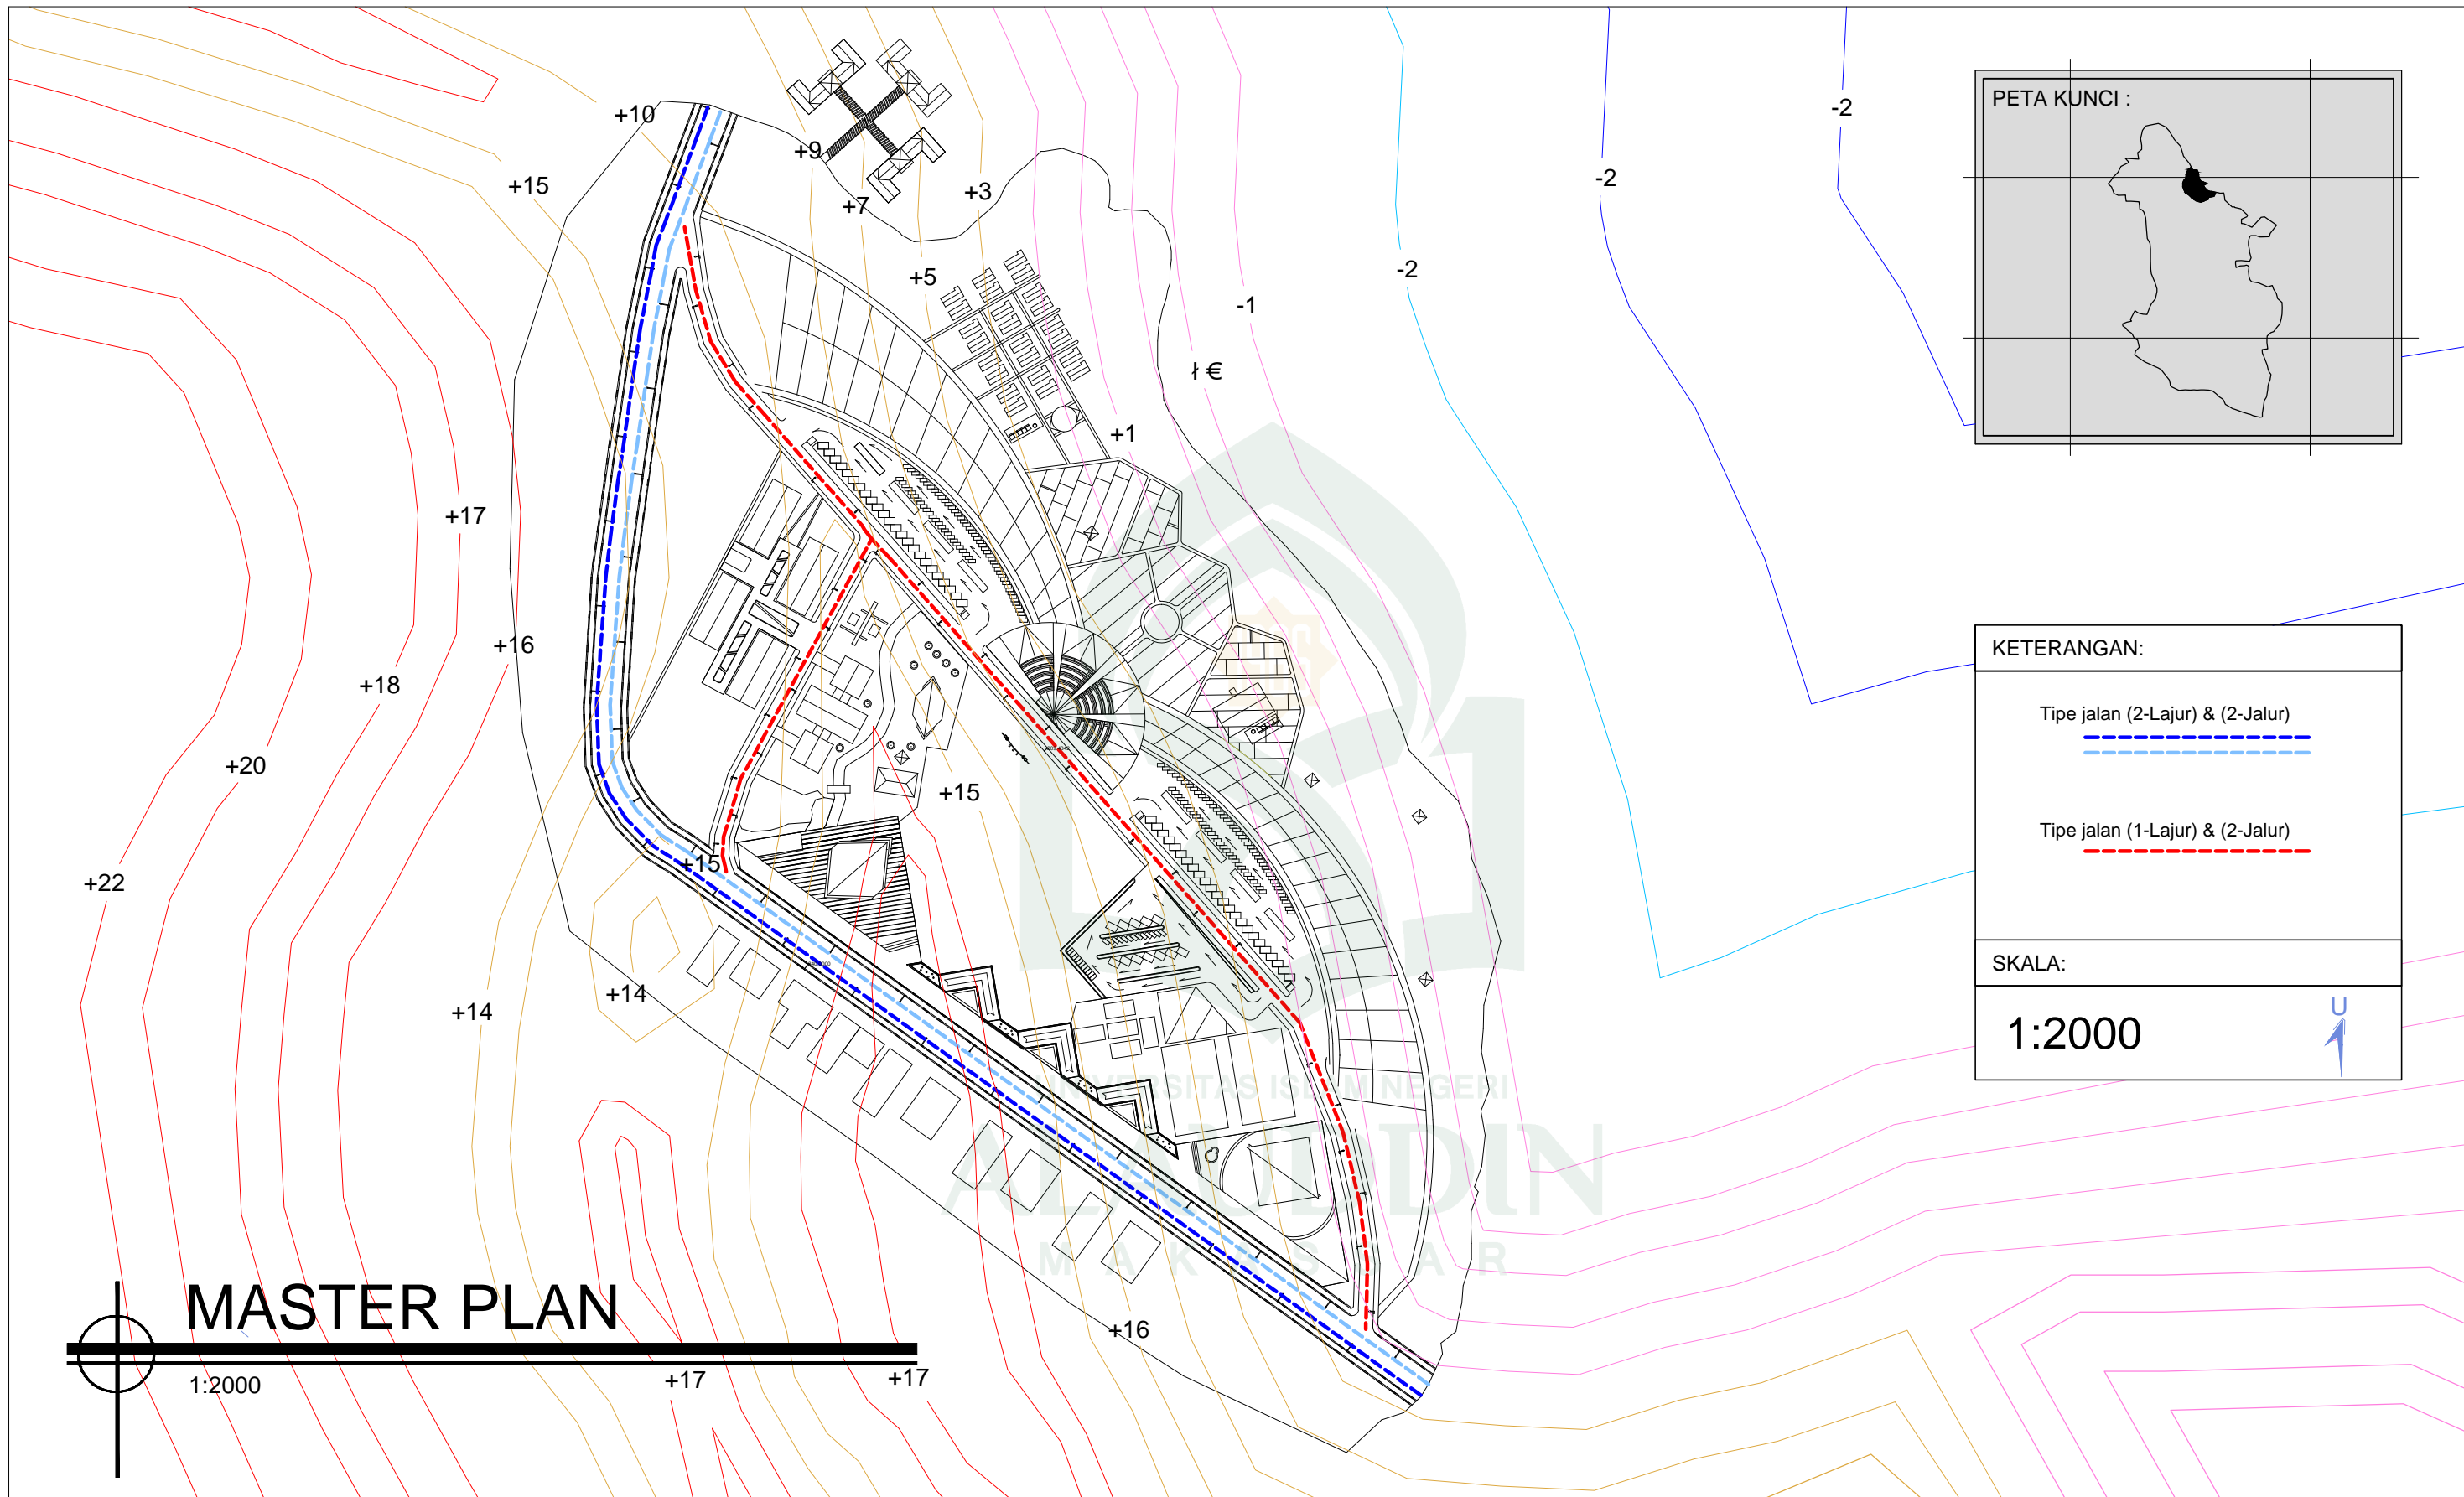 PETA KUNCI :
+10
-2
-2
+9
+15
+3
+7
-2
+5
-1
ł €
+1
+17
+16
+18
+15
+20
+15
+22
+14
+14
+16
+17
+17
KETERANGAN:
Tipe jalan (2-Lajur) & (2-Jalur)
Tipe jalan (1-Lajur) & (2-Jalur)
SKALA:
1:2000
U
UNIVERSITAS ISLAM NEGERI
ALAUDDIN
MAKASSAR
MASTER PLAN
1:2000